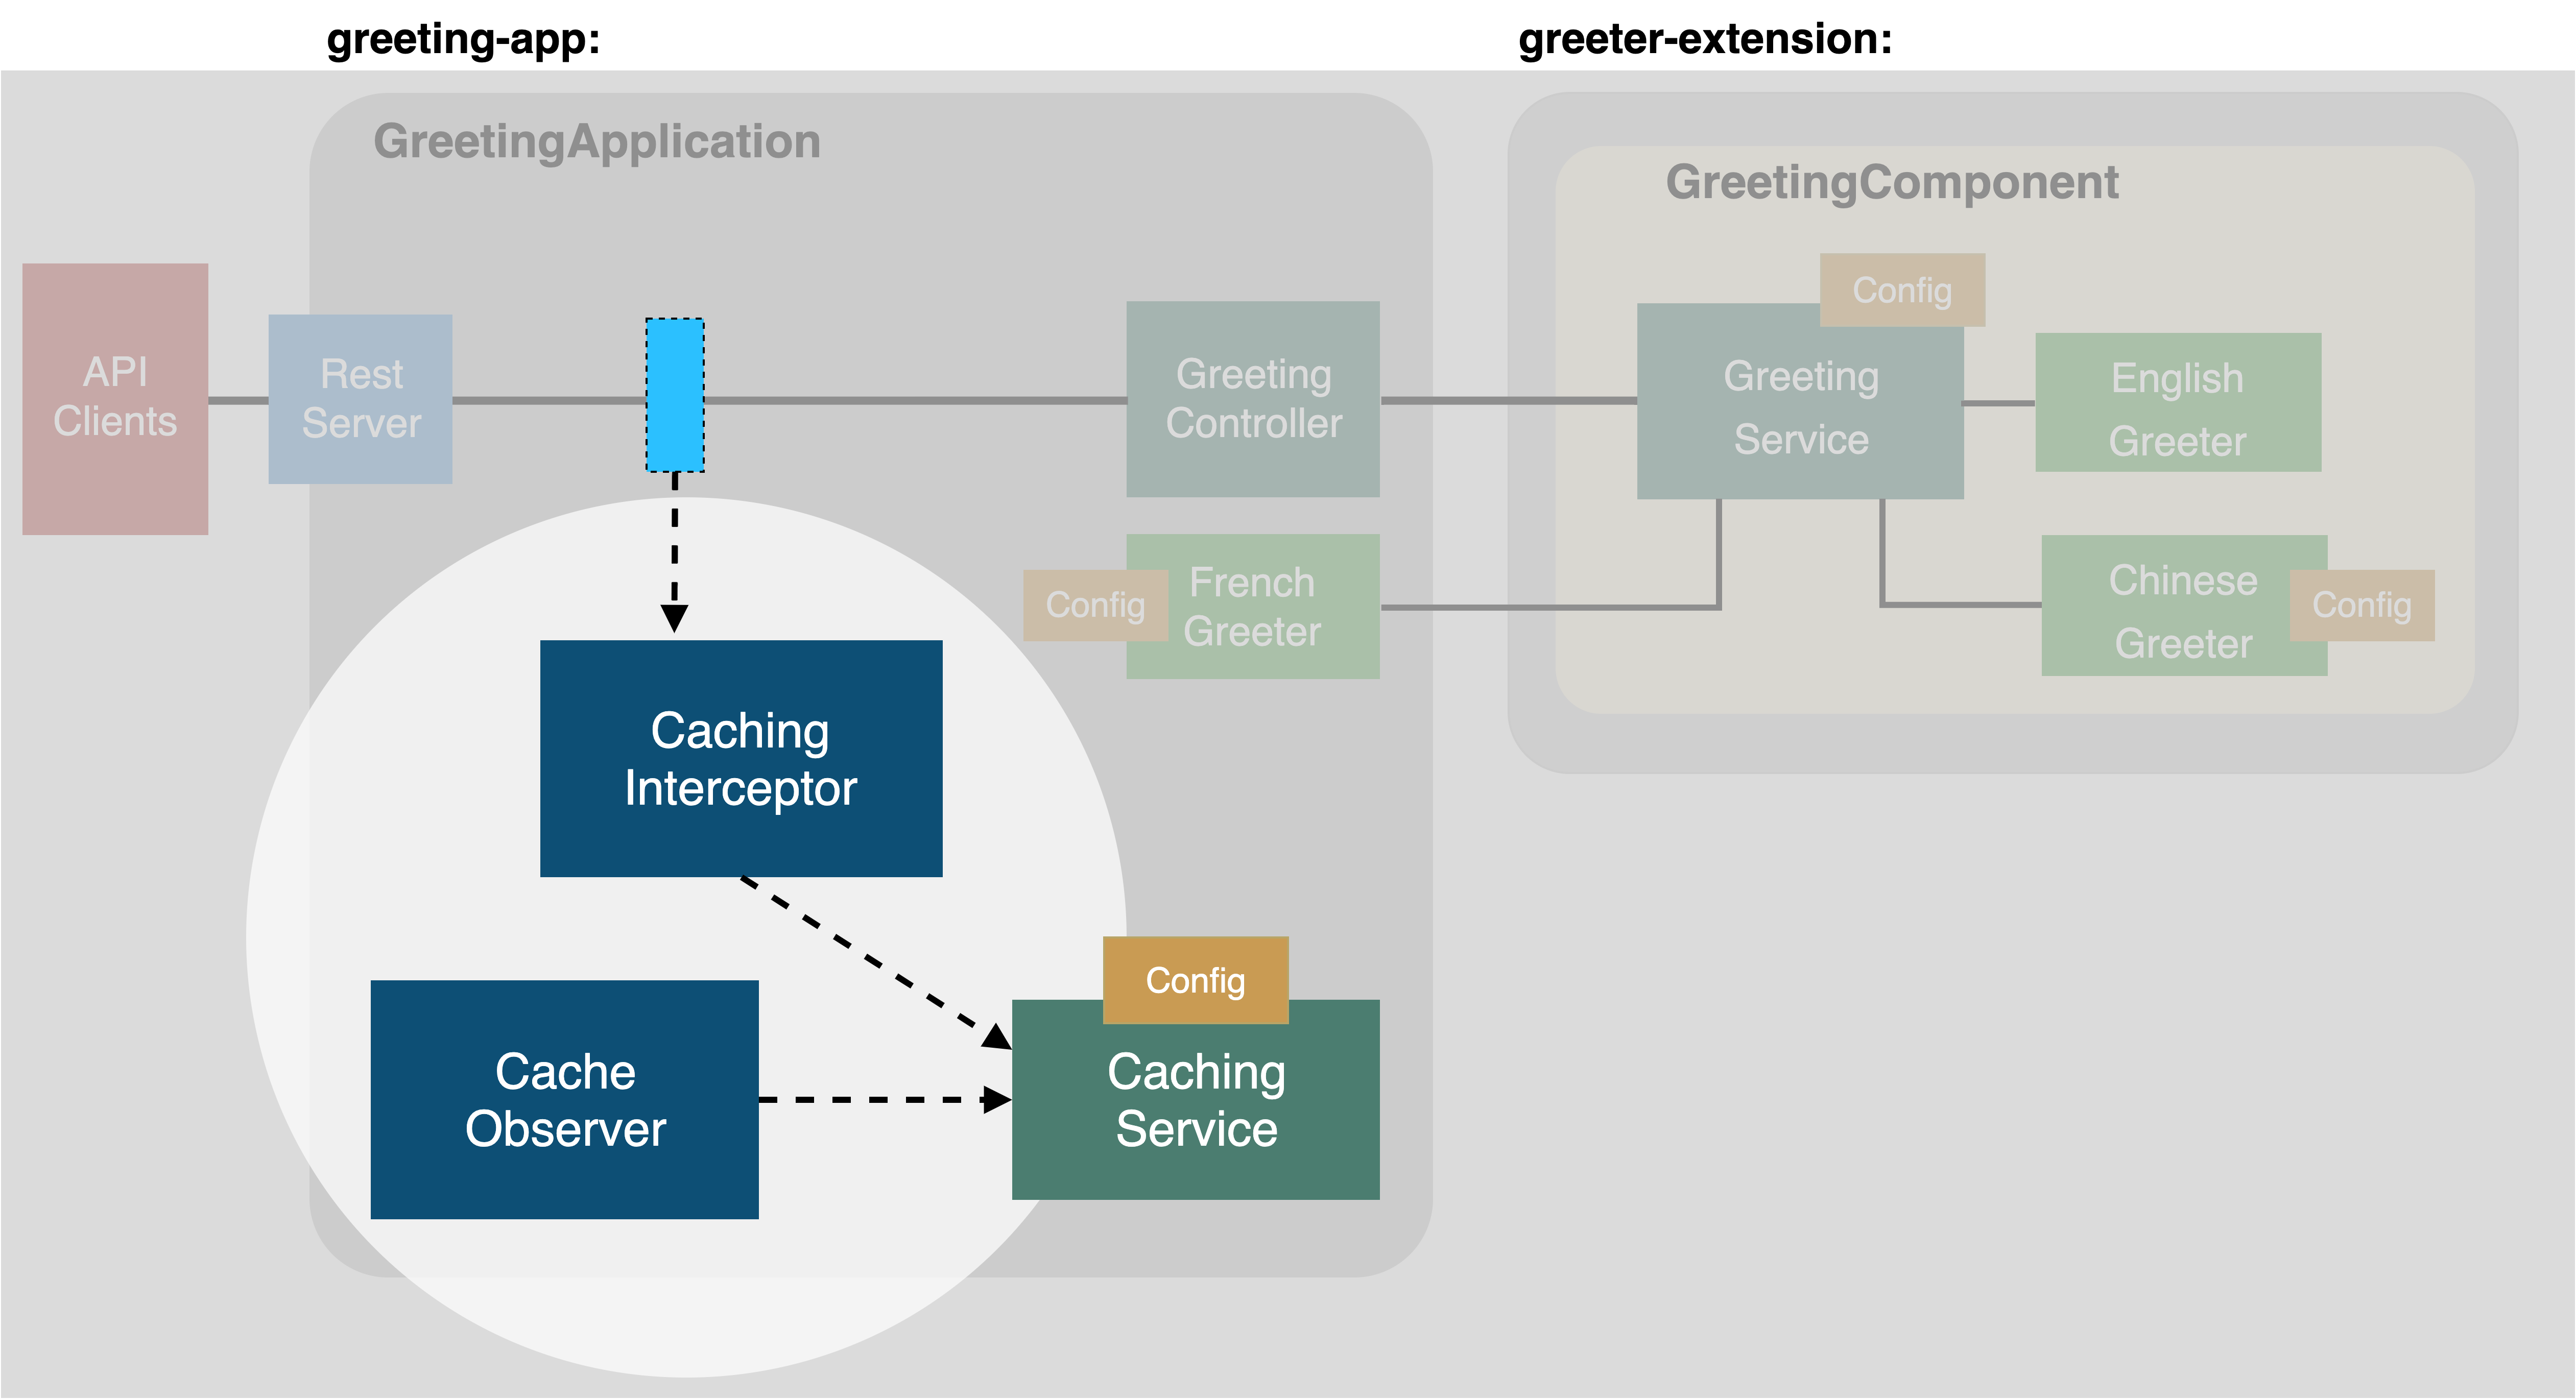 greeting-app:
greeter-extension:
GreetingApplication
GreetingComponent
API
Clients
Rest
Server
Greeting
Controller
Config
Greeting
Service
English
Greeter
Config
French
Greeter
Chinese
Greeter
Config
Caching
Interceptor
Cache
Observer
Config
Caching
Service